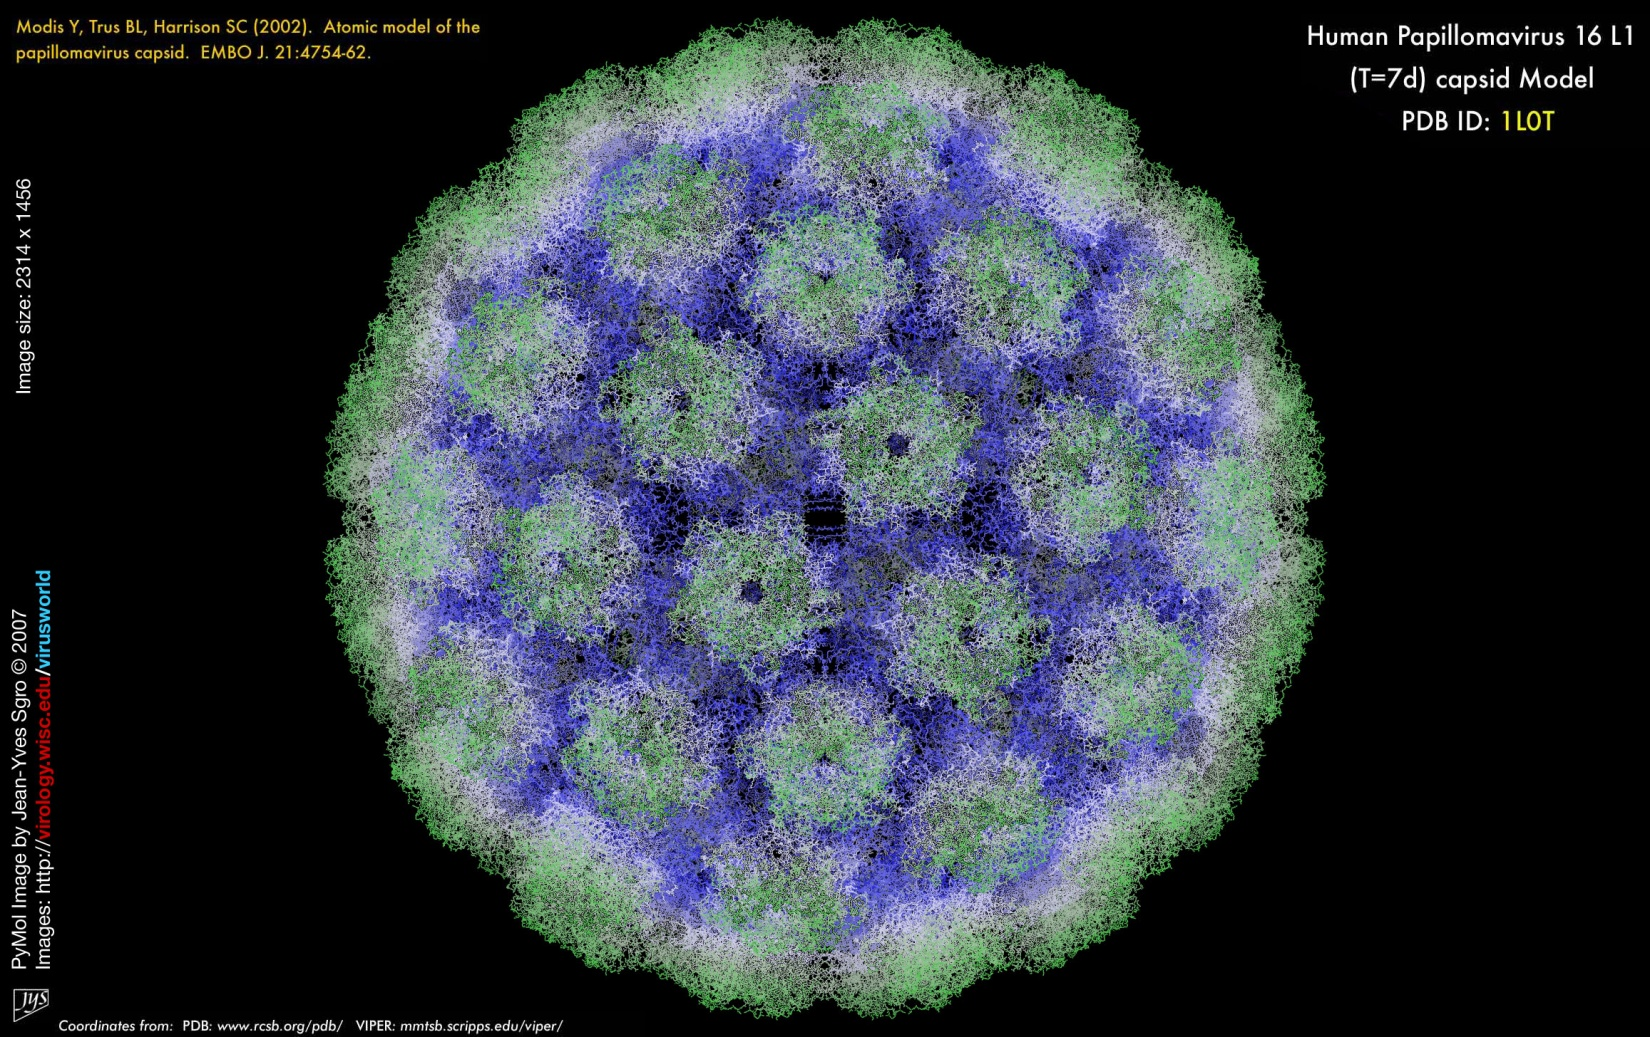 Modis Y, Trus BL, Harrison SC (2002). Atomic model of the
papillomavirus capsid. EMBO J. 21:4754-62.
Human Papillomavirus 16 L1
(T=7d) capsid Model
PDB ID: 1L0T
Image size: 2314 x 1456
PyMol Image by Jean-Yves Sgro © 2007
Images: http://virology.wisc.edu/virusworld
JYS
Coordinates from: PDB: www.rcsb.org/pdb/ VIPER: mmtsb.scripps.edu/viper/